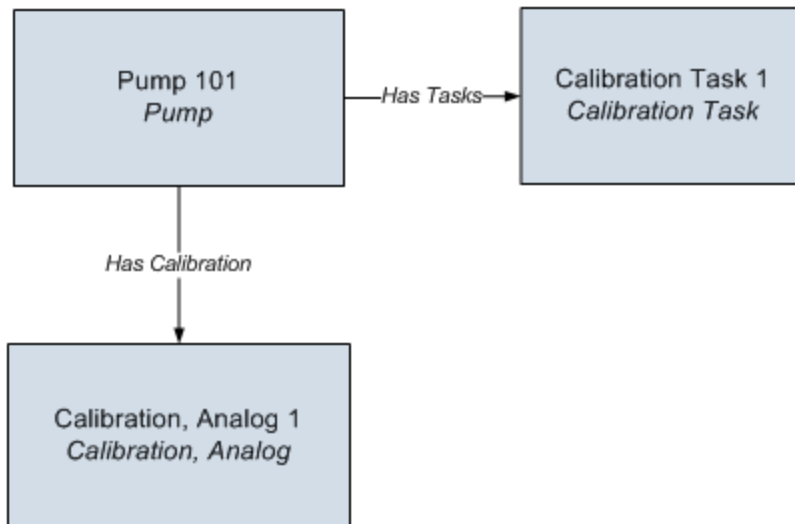 Pump 101
Pump
Has Tasks
Calibration Task 1
Calibration Task
Has Calibration
Calibration, Analog 1
Calibration, Analog